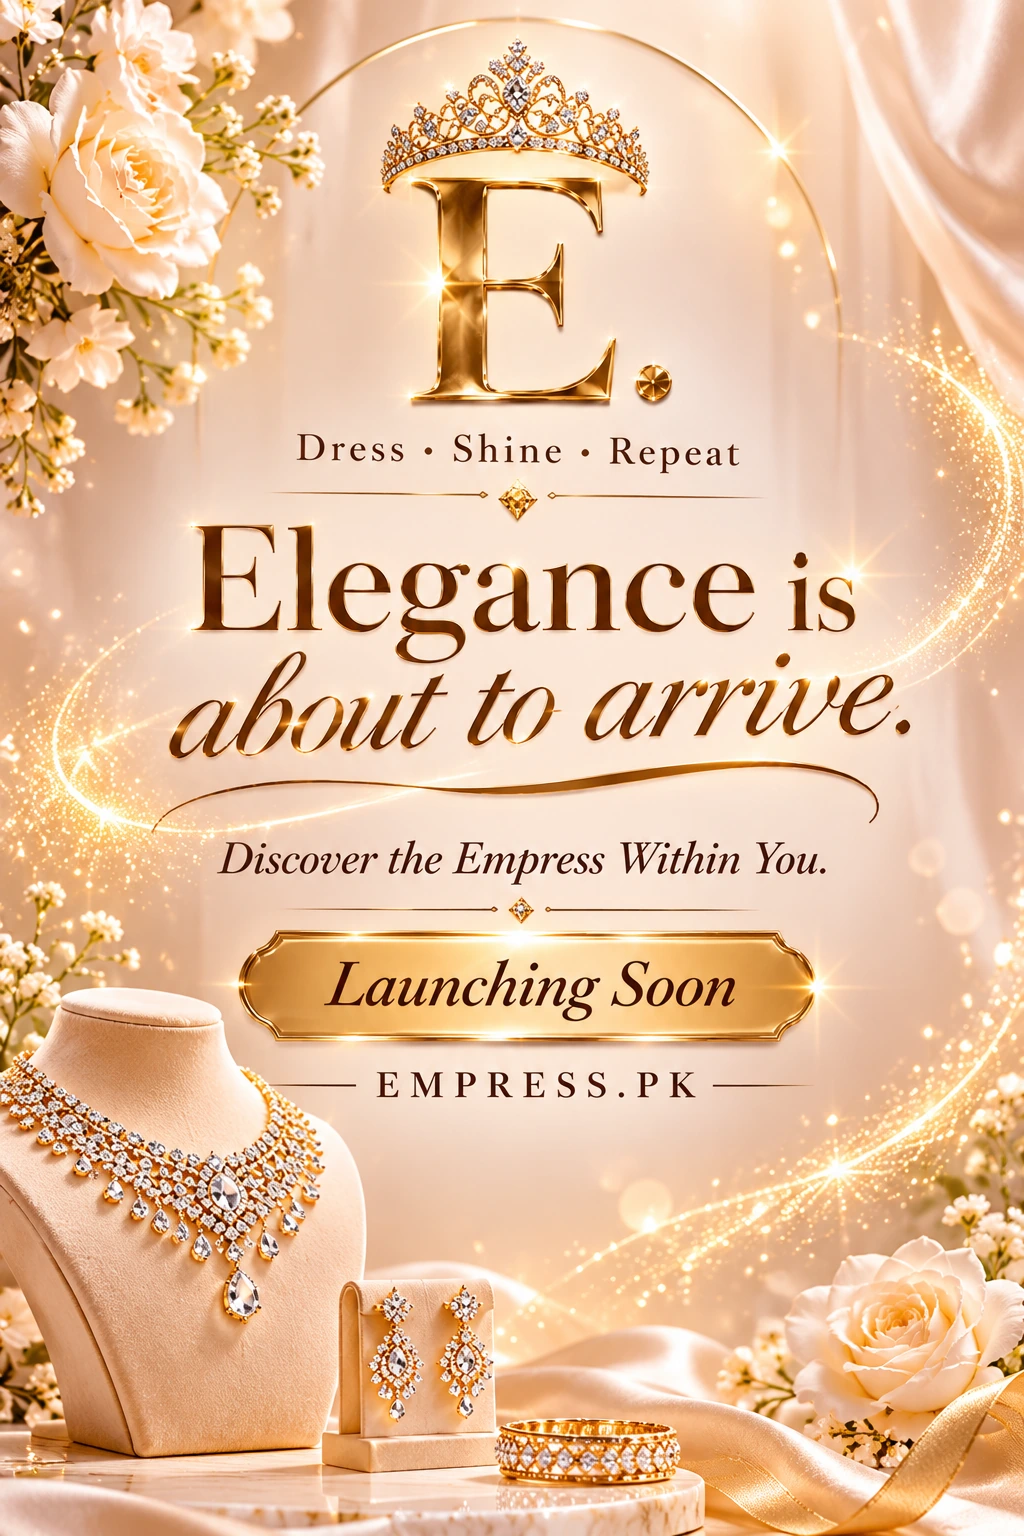 E.
Dress • Shine • Repeat
Elegance is
about to arrive.
Discover the Empress Within You.
Launching Soon
EMPRESS.PK